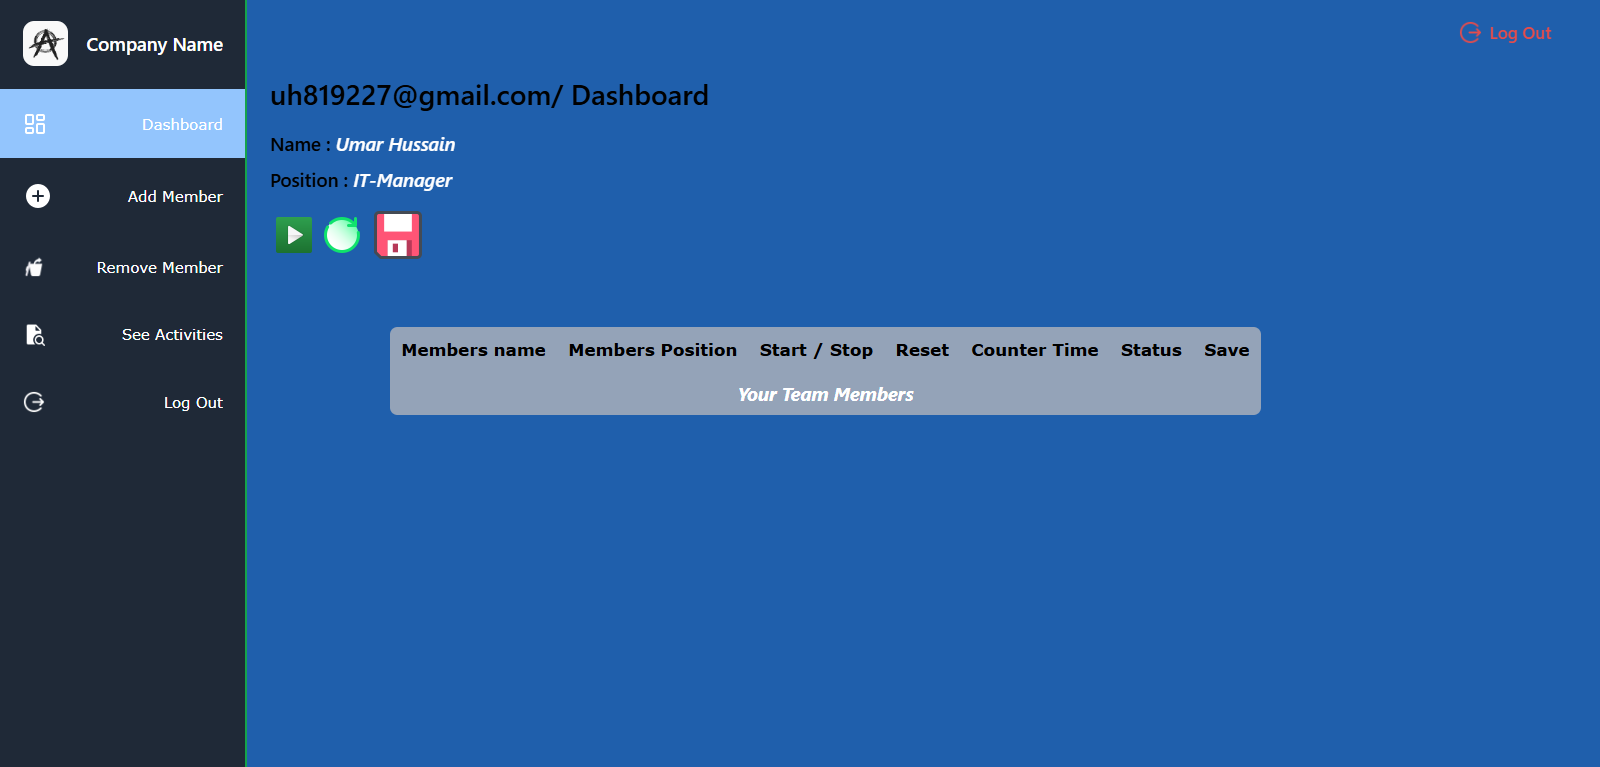 Company Name
Dashboard
Add Member
Remove Member
See Activities
Log Out
Log Out
uh819227@gmail.com/ Dashboard
Name : Umar Hussain
Position : IT-Manager
Members name Members Position Start / Stop Reset Counter Time Status Save
Your Team Members